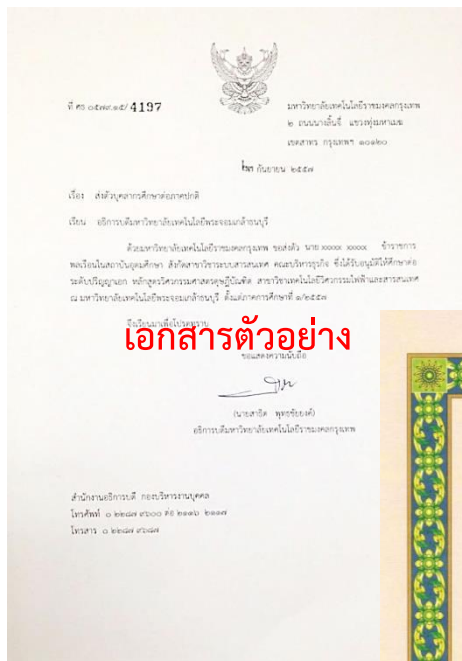 ที่ ศธ ๐๕๗๙.๑๕/ 4197
มหาวิทยาลัยเทคโนโลยีราชมงคลกรุงเทพ
๒ ถนนนางลิ้นจี่ แขวงทุ่งมหาเมฆ
เขตสาทร กรุงเทพฯ ๑๐๑๒๐
กันยายน ๒๕๕๗
เรื่อง ส่งตัวบุคลากรศึกษาต่อภาคปกติ
เรียน อธิการบดีมหาวิทยาลัยเทคโนโลยีพระจอมเกล้าธนบุรี
ด้วยมหาวิทยาลัยเทคโนโลยีราชมงคลกรุงเทพ ขอส่งตัว นาย xxxxx xxxxx ข้าราชการ
พลเรือนในสถาบันอุดมศึกษา สังกัดสาขาวิชาระบบสารสนเทศ คณะบริหารธุรกิจ ซึ่งได้รับอนุมัติให้ศึกษาต่อ
ระดับปริญญาเอก หลักสูตรวิศวกรรมศาสตรดุษฎีบัณฑิต สาขาวิชาเทคโนโลยีวิศวกรรมไฟฟ้าและสารสนเทศ
ณ มหาวิทยาลัยเทคโนโลยีพระจอมเกล้าธนบุรี ตั้งแต่ภาคการศึกษาที่ ๑/๒๕๕๗
จึงเรียนมาเพื่อโปรดทราบ
เอกสารตัวอย่าง
ขอแสดงความนับถือ
(นายสาธิต พุทธชัยยงค์)
อธิการบดีมหาวิทยาลัยเทคโนโลยีราชมงคลกรุงเทพ
สำนักงานอธิการบดี กองบริหารงานบุคคล
โทรศัพท์ ๐ ๒๒๘๗ ๙๖๐๐ ต่อ ๒๑๑๖ ๒๑๑๗
โทรสาร ๐ ๒๒๘๗ ๙๖๘๗